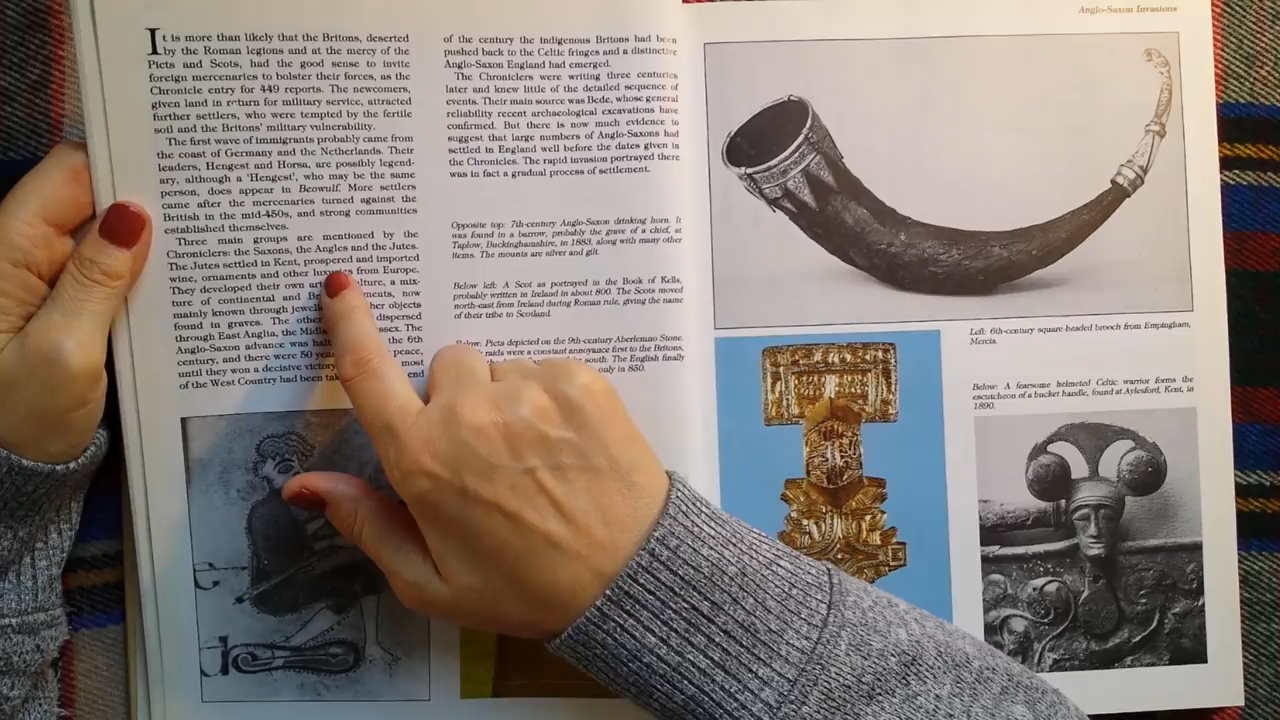 It is more than likely that the Britons, deserted
by the Roman legions and at the mercy of the
Picts and Scots, had the good sense to invite
foreign mercenaries to bolster their forces, as the
Chronicle entry for 449 reports. The newcomers,
given land in return for military service, attracted
further settlers, who were tempted by the fertile
soil and the Britons' military vulnerability.
The first wave of immigrants probably came from
the coast of Germany and the Netherlands. Their
leaders, Hengest and Horsa, are possibly legend-
ary, although a 'Hengest', who may be the same
person, does appear in Beowulf. More settlers
came after the mercenaries turned against the
British in the mid-450s, and strong communities
established themselves.
Three main groups are mentioned by the
Chroniclers: the Saxons, the Angles and the Jutes.
The Jutes settled in Kent, prospered and imported
wine, ornaments and other luxuries from Europe.
They developed their own art, a mix-
ture of continental and now
mainly known through objects
found in graves. The other dispersed
through East Anglia, the The
Anglo-Saxon advance was the 6th
century, and there were 50 peace,
until they won a decisive victory most
of the West Country had been end
of the century the indigenous Britons had been
pushed back to the Celtic fringes and a distinctive
Anglo-Saxon England had emerged.
The Chroniclers were writing three centuries
later and knew little of the detailed sequence of
events. Their main source was Bede, whose general
reliability recent archaeological excavations have
confirmed. But there is now much evidence to
suggest that large numbers of Anglo-Saxons had
settled in England well before the dates given in
the Chronicles. The rapid invasion portrayed there
was in fact a gradual process of settlement.
Opposite top: 7th-century Anglo-Saxon drinking horn. It
was found in a barrow, probably the grave of a chief, at
Taplow, Buckinghamshire, in 1883, along with many other
items. The mounts are silver and gilt.
Below left: A Scot as portrayed in the Book of Kells,
probably written in Ireland in about 800. The Scots moved
north-east from Ireland during Roman rule, giving the name
of their tribe to Scotland.
Below: Picts depicted on the 9th-century Aberlemno Stone.
raids were a constant annoyance first to the Britons,
south. The English finally
only in 850.
Anglo-Saxon Invasions
Left: 6th-century square-headed brooch from Empingham,
Mercia.
Below: A fearsome helmeted Celtic warrior forms the
escutcheon of a bucket handle, found at Aylesford, Kent, in
1890.